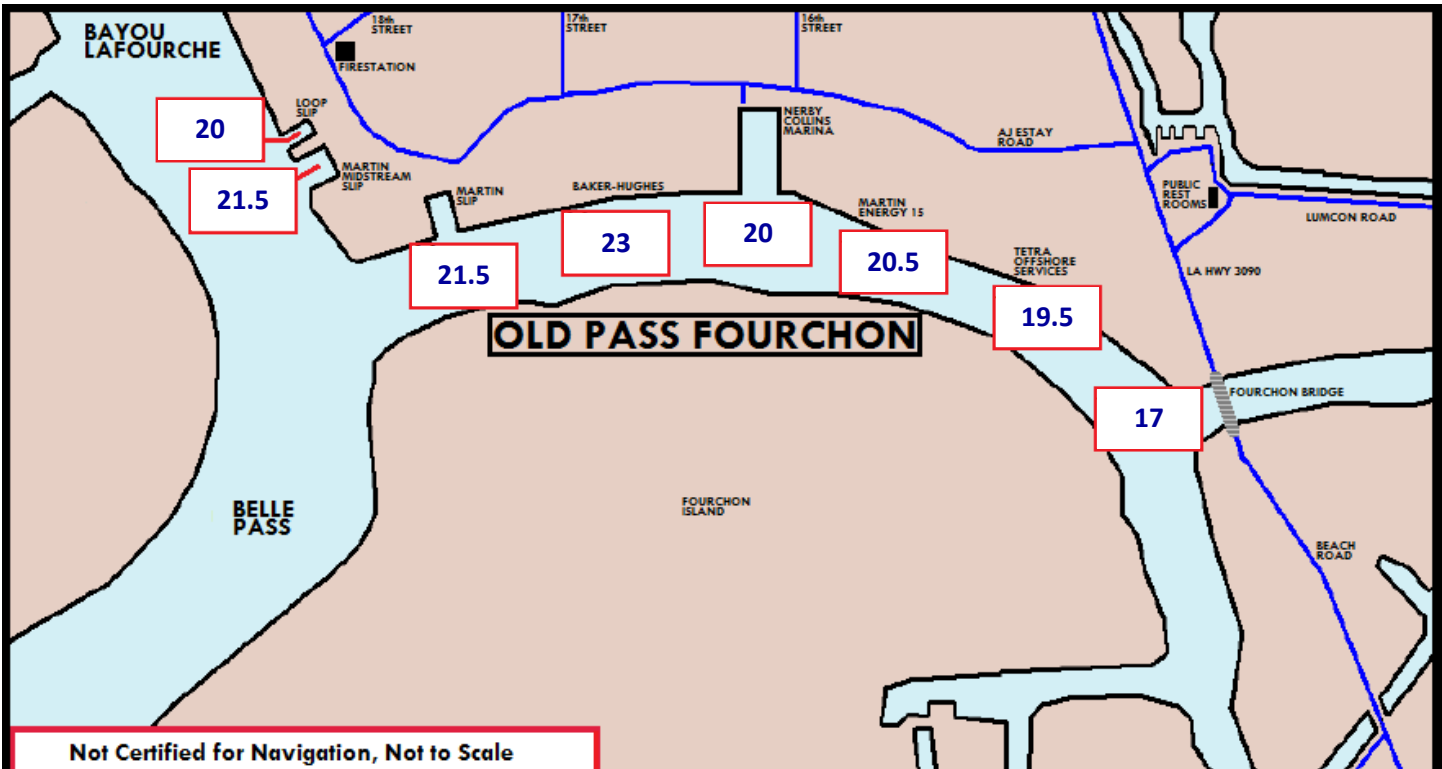 BAYOU
LAFOURCHE
18th
STREET
17th
STREET
16th
STREET
FIRESTATION
LOOP
SLIP
20
NERBY
COLLINS
MARINA
AJ ESTAY
ROAD
MARTIN
MIDSTREAM
SLIP
21.5
MARTIN
SLIP
BAKER-HUGHES
MARTIN
ENERGY 15
PUBLIC
REST
ROOMS
LUMCON ROAD
21.5
23
20
20.5
TETRA
OFFSHORE
SERVICES
19.5
LA HWY 3090
OLD PASS FOURCHON
17
FOURCHON BRIDGE
BELLE
PASS
FOURCHON
ISLAND
BEACH
ROAD
Not Certified for Navigation, Not to Scale